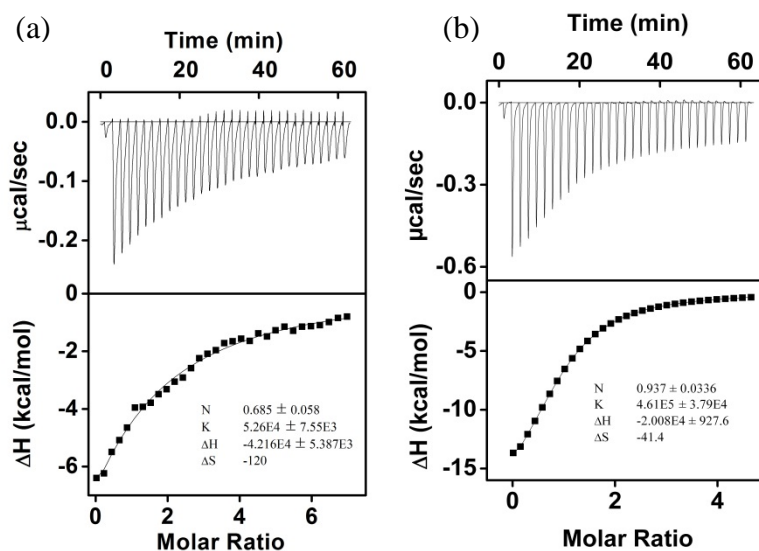 (a)
Time (min)
0 20 40 60
0.0
-0.1
-0.2
μcal/sec
0
-2
-4
-6
ΔH (kcal/mol)
N 0.685 ± 0.058
K 5.26E4 ± 7.55E3
ΔH -4.216E4 ± 5.387E3
ΔS -120
0 2 4 6
Molar Ratio
(b)
Time (min)
0 20 40 60
0.0
-0.3
-0.6
μcal/sec
0
-5
-10
-15
ΔH (kcal/mol)
N 0.937 ± 0.0336
K 4.61E5 ± 3.79E4
ΔH -2.008E4 ± 927.6
ΔS -41.4
0 2 4
Molar Ratio